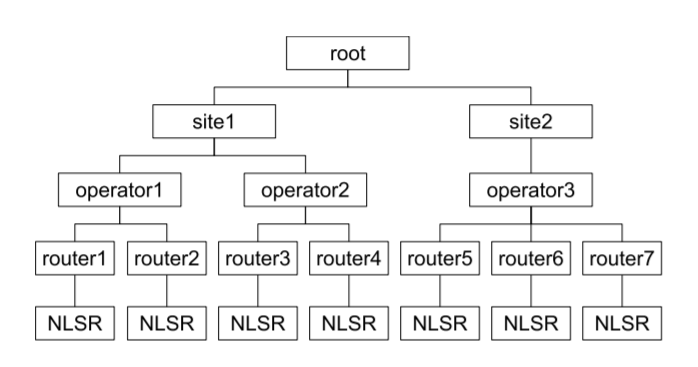 root
site1 site2
operator1 operator2 operator3
router1 router2 router3 router4 router5 router6 router7
NLSR NLSR NLSR NLSR NLSR NLSR NLSR